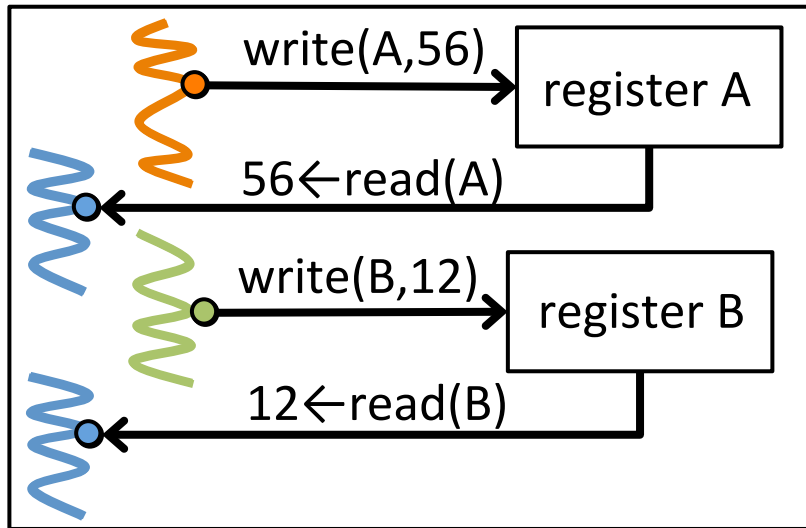 write(A,56)
register A
56←read(A)
write(B,12)
register B
12←read(B)